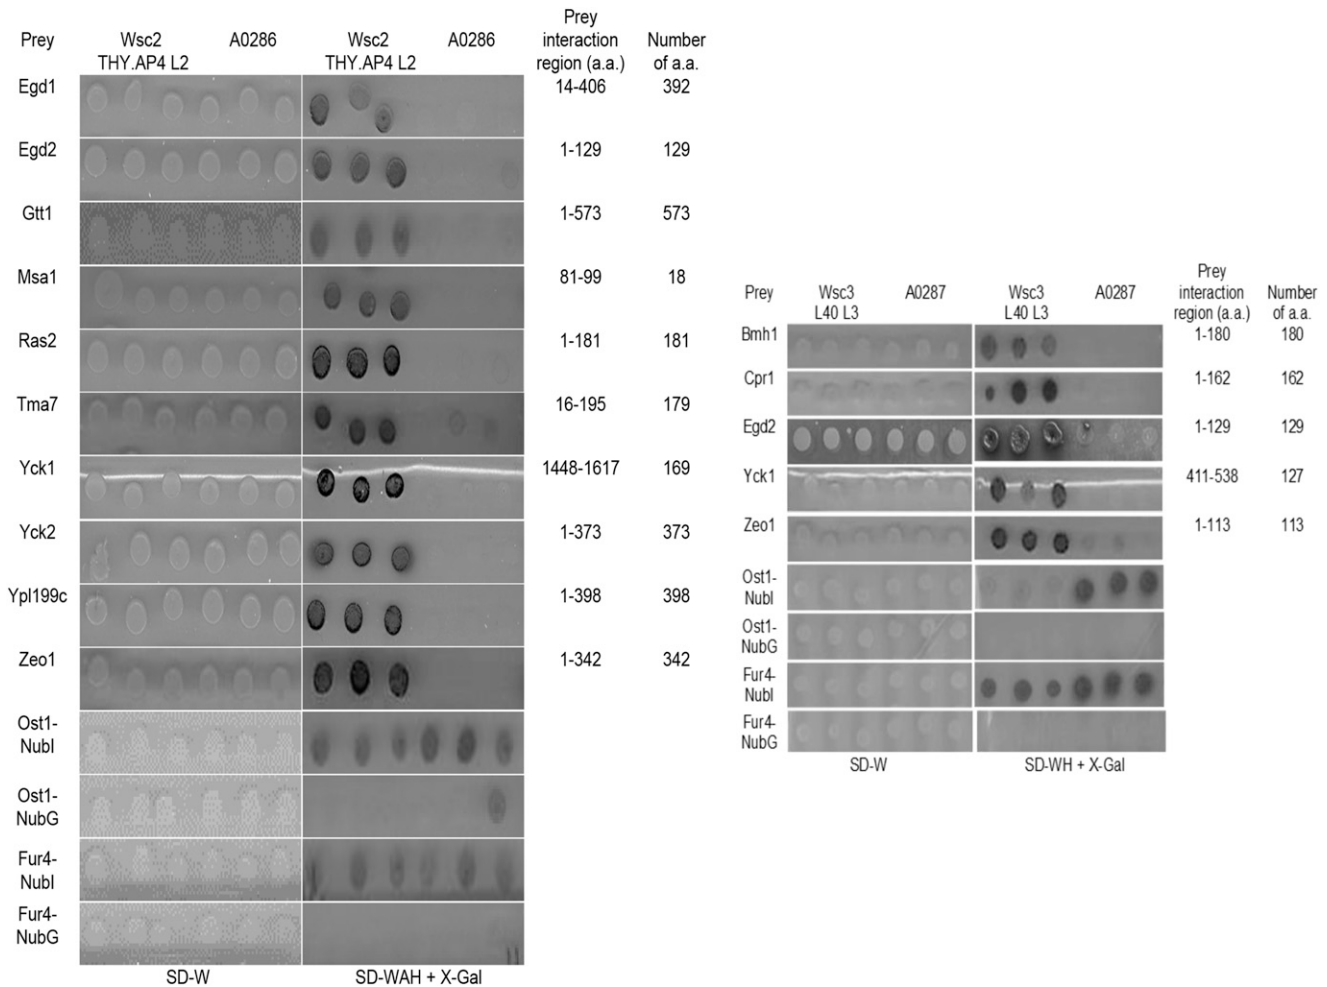 Prey Wsc2 A0286 Wsc2 A0286 Prey interaction region (a.a.) Number of a.a.
THY.AP4 L2 THY.AP4 L2
Egd1 14-406 392
Egd2 1-129 129
Gtt1 1-573 573
Msa1 81-99 18
Ras2 1-181 181
Tma7 16-195 179
Yck1 1448-1617 169
Yck2 1-373 373
Ypl199c 1-398 398
Zeo1 1-342 342
Ost1-
NubI
Ost1-
NubG
Fur4-
NubI
Fur4-
NubG
SD-W SD-WAH + X-Gal
Prey Wsc3 A0287 Wsc3 A0287 Prey interaction region (a.a.) Number of a.a.
L40 L3 L40 L3
Bmh1 1-180 180
Cpr1 1-162 162
Egd2 1-129 129
Yck1 411-538 127
Zeo1 1-113 113
Ost1-
NubI
Ost1-
NubG
Fur4-
NubI
Fur4-
NubG
SD-W SD-WH + X-Gal